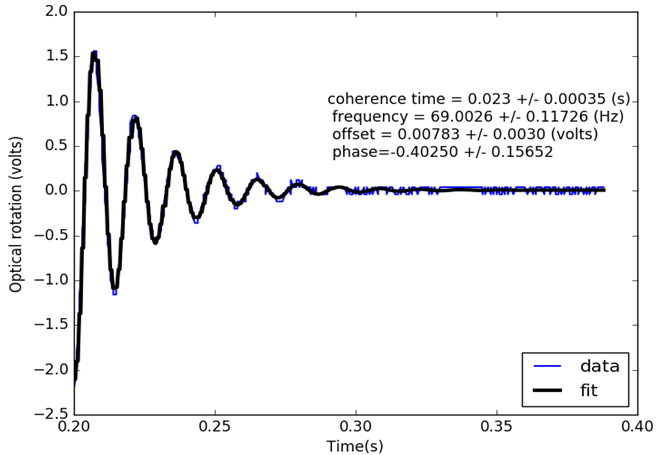 2.0
1.5
1.0
0.5
0.0
−0.5
−1.0
−1.5
−2.0
−2.5
Optical rotation (volts)
coherence time = 0.023 +/- 0.00035 (s)
frequency = 69.0026 +/- 0.11726 (Hz)
offset = 0.00783 +/- 0.0030 (volts)
phase=-0.40250 +/- 0.15652
data
fit
0.20 0.25 0.30 0.35 0.40
Time(s)